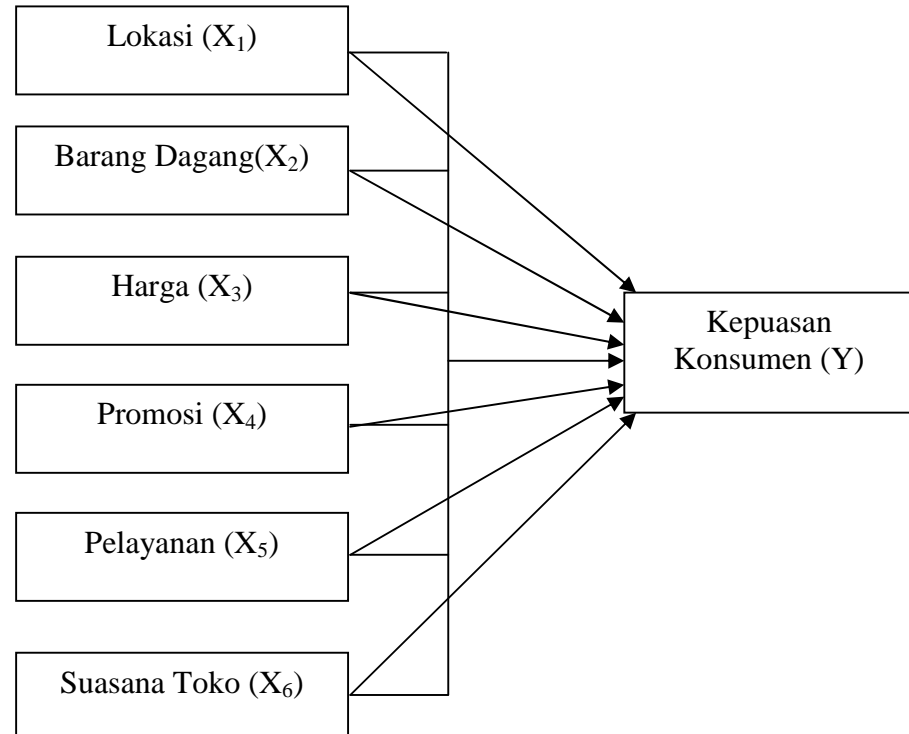 Lokasi (X₁)
Barang Dagang(X₂)
Harga (X₃)
Promosi (X₄)
Pelayanan (X₅)
Suasana Toko (X₆)
Kepuasan
Konsumen (Y)